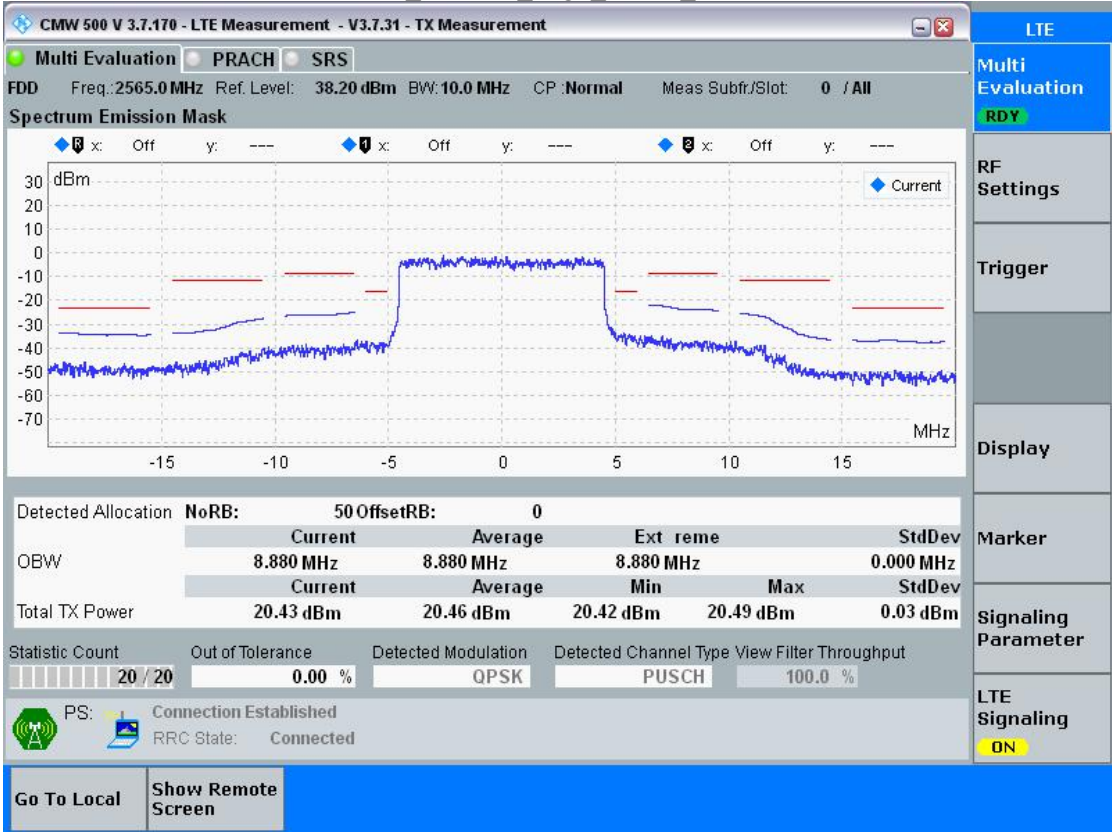 CMW 500 V 3.7.170 - LTE Measurement - V3.7.31 - TX Measurement
LTE
Multi Evaluation PRACH SRS
Multi
Evaluation
RDY
FDD Freq.:2565.0 MHz Ref. Level: 38.20 dBm BW:10.0 MHz CP :Normal Meas Subfr./Slot: 0 / All
Spectrum Emission Mask
R x: Off y: --- 1 x: Off y: --- 2 x: Off y: ---
dBm
Current
30
20
10
0
-10
-20
-30
-40
-50
-60
-70
MHz
-15 -10 -5 0 5 10 15
RF
Settings
Trigger
Display
Marker
Signaling
Parameter
LTE
Signaling
ON
Detected Allocation NoRB: 50 OffsetRB: 0
Current Average Ext reme StdDev
OBW 8.880 MHz 8.880 MHz 8.880 MHz 0.000 MHz
Current Average Min Max StdDev
Total TX Power 20.43 dBm 20.46 dBm 20.42 dBm 20.49 dBm 0.03 dBm
Statistic Count Out of Tolerance Detected Modulation Detected Channel Type View Filter Throughput
20 / 20 0.00 % QPSK PUSCH 100.0 %
PS: Connection Established
RRC State: Connected
Go To Local
Show Remote
Screen